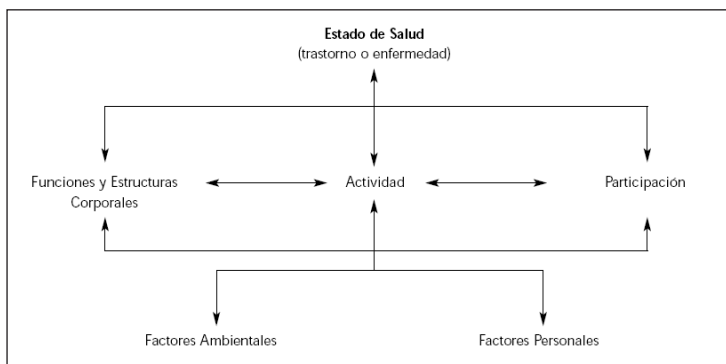 Estado de Salud
(trastorno o enfermedad)
Funciones y Estructuras
Corporales
Actividad
Participación
Factores Ambientales
Factores Personales